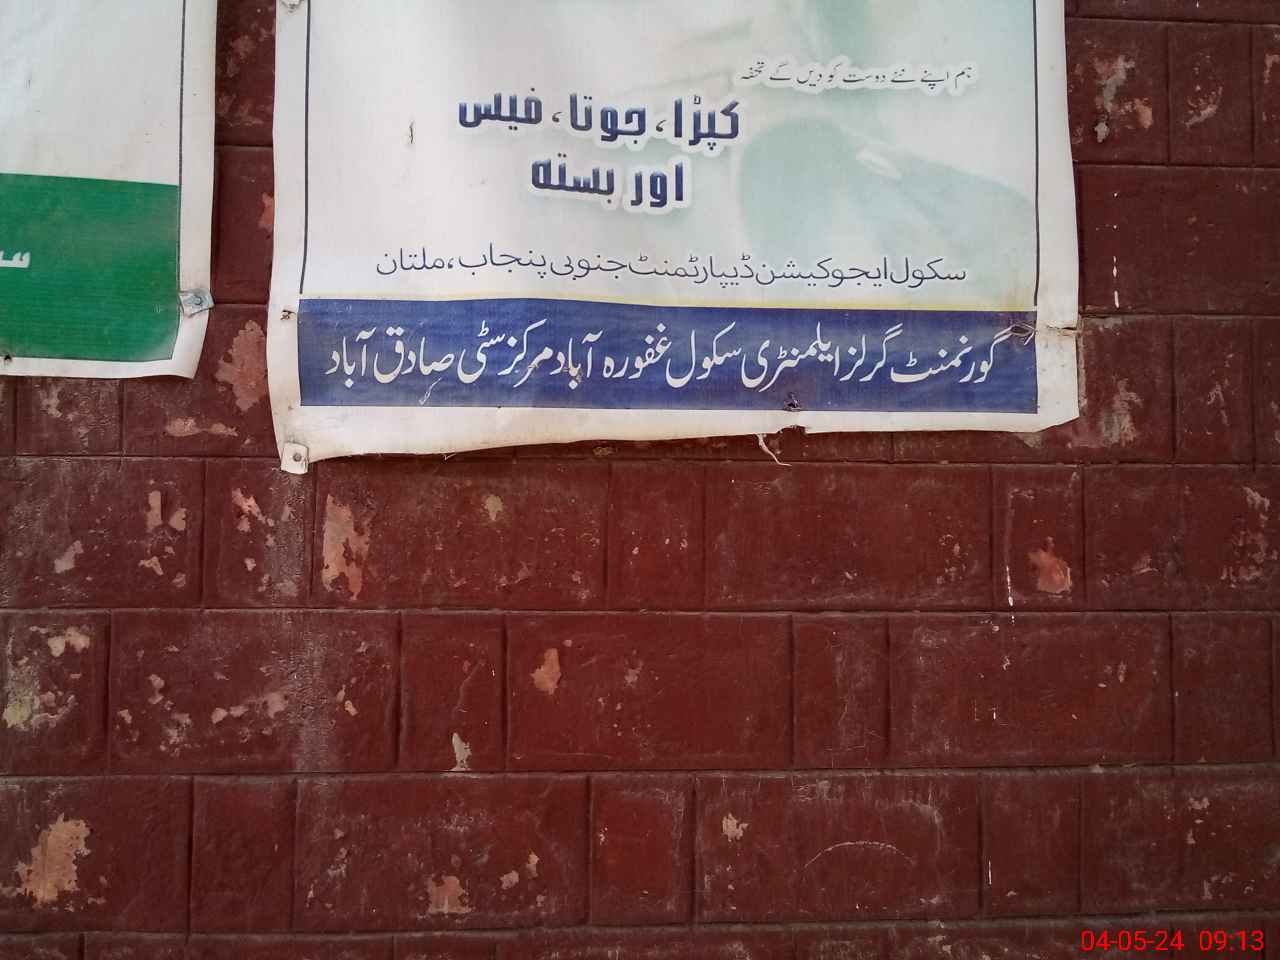 ہم اپنے نئے دوست کو دیں گے تحفہ
کپڑا، جوتا، فیس
اور بستہ
سکول ایجوکیشن ڈیپارٹمنٹ جنوبی پنجاب، ملتان
گورنمنٹ گرلز ایلمنٹری سکول غفورہ آباد مرکز سٹی صادق آباد
04-05-24 09:13